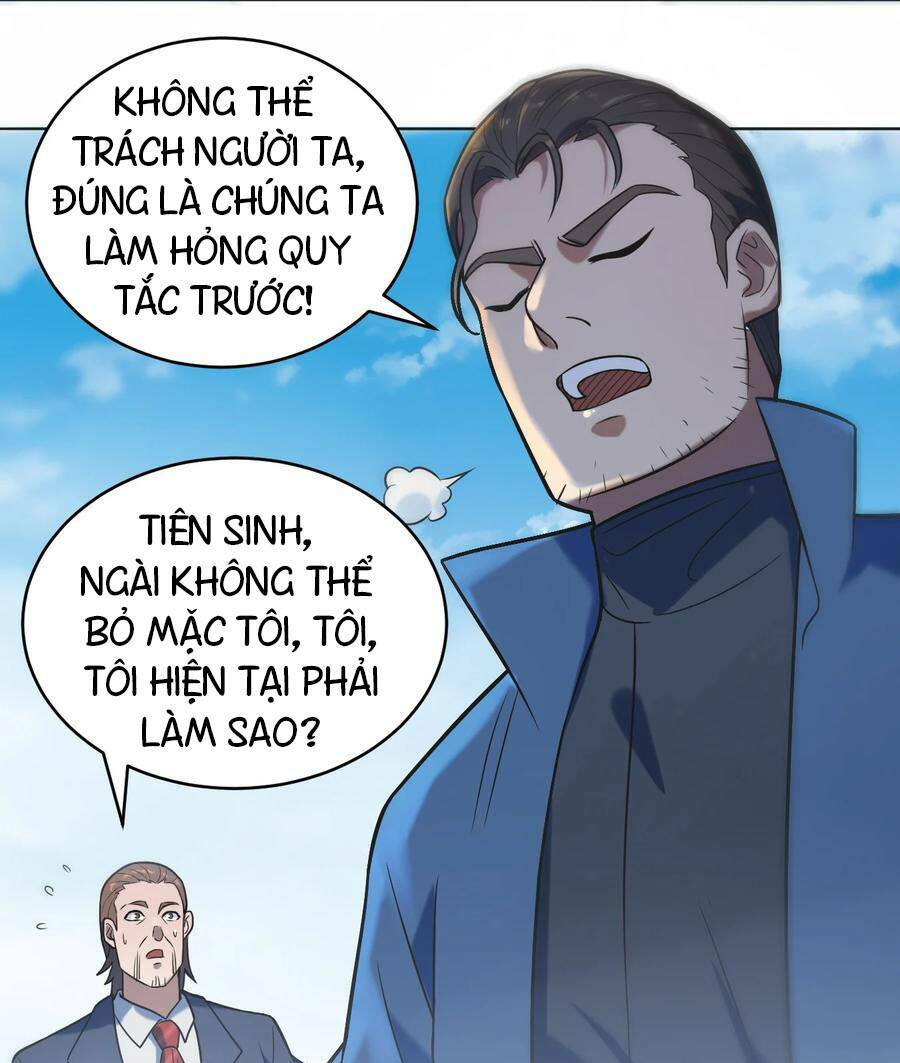 KHÔNG THỂ
TRÁCH NGƯỜI TA,
ĐÚNG LÀ CHÚNG TA
LÀM HỎNG QUY
TẮC TRƯỚC!
TIÊN SINH,
NGÀI KHÔNG THỂ
BỎ MẶC TÔI, TÔI,
TÔI HIỆN TẠI PHẢI
LÀM SAO?